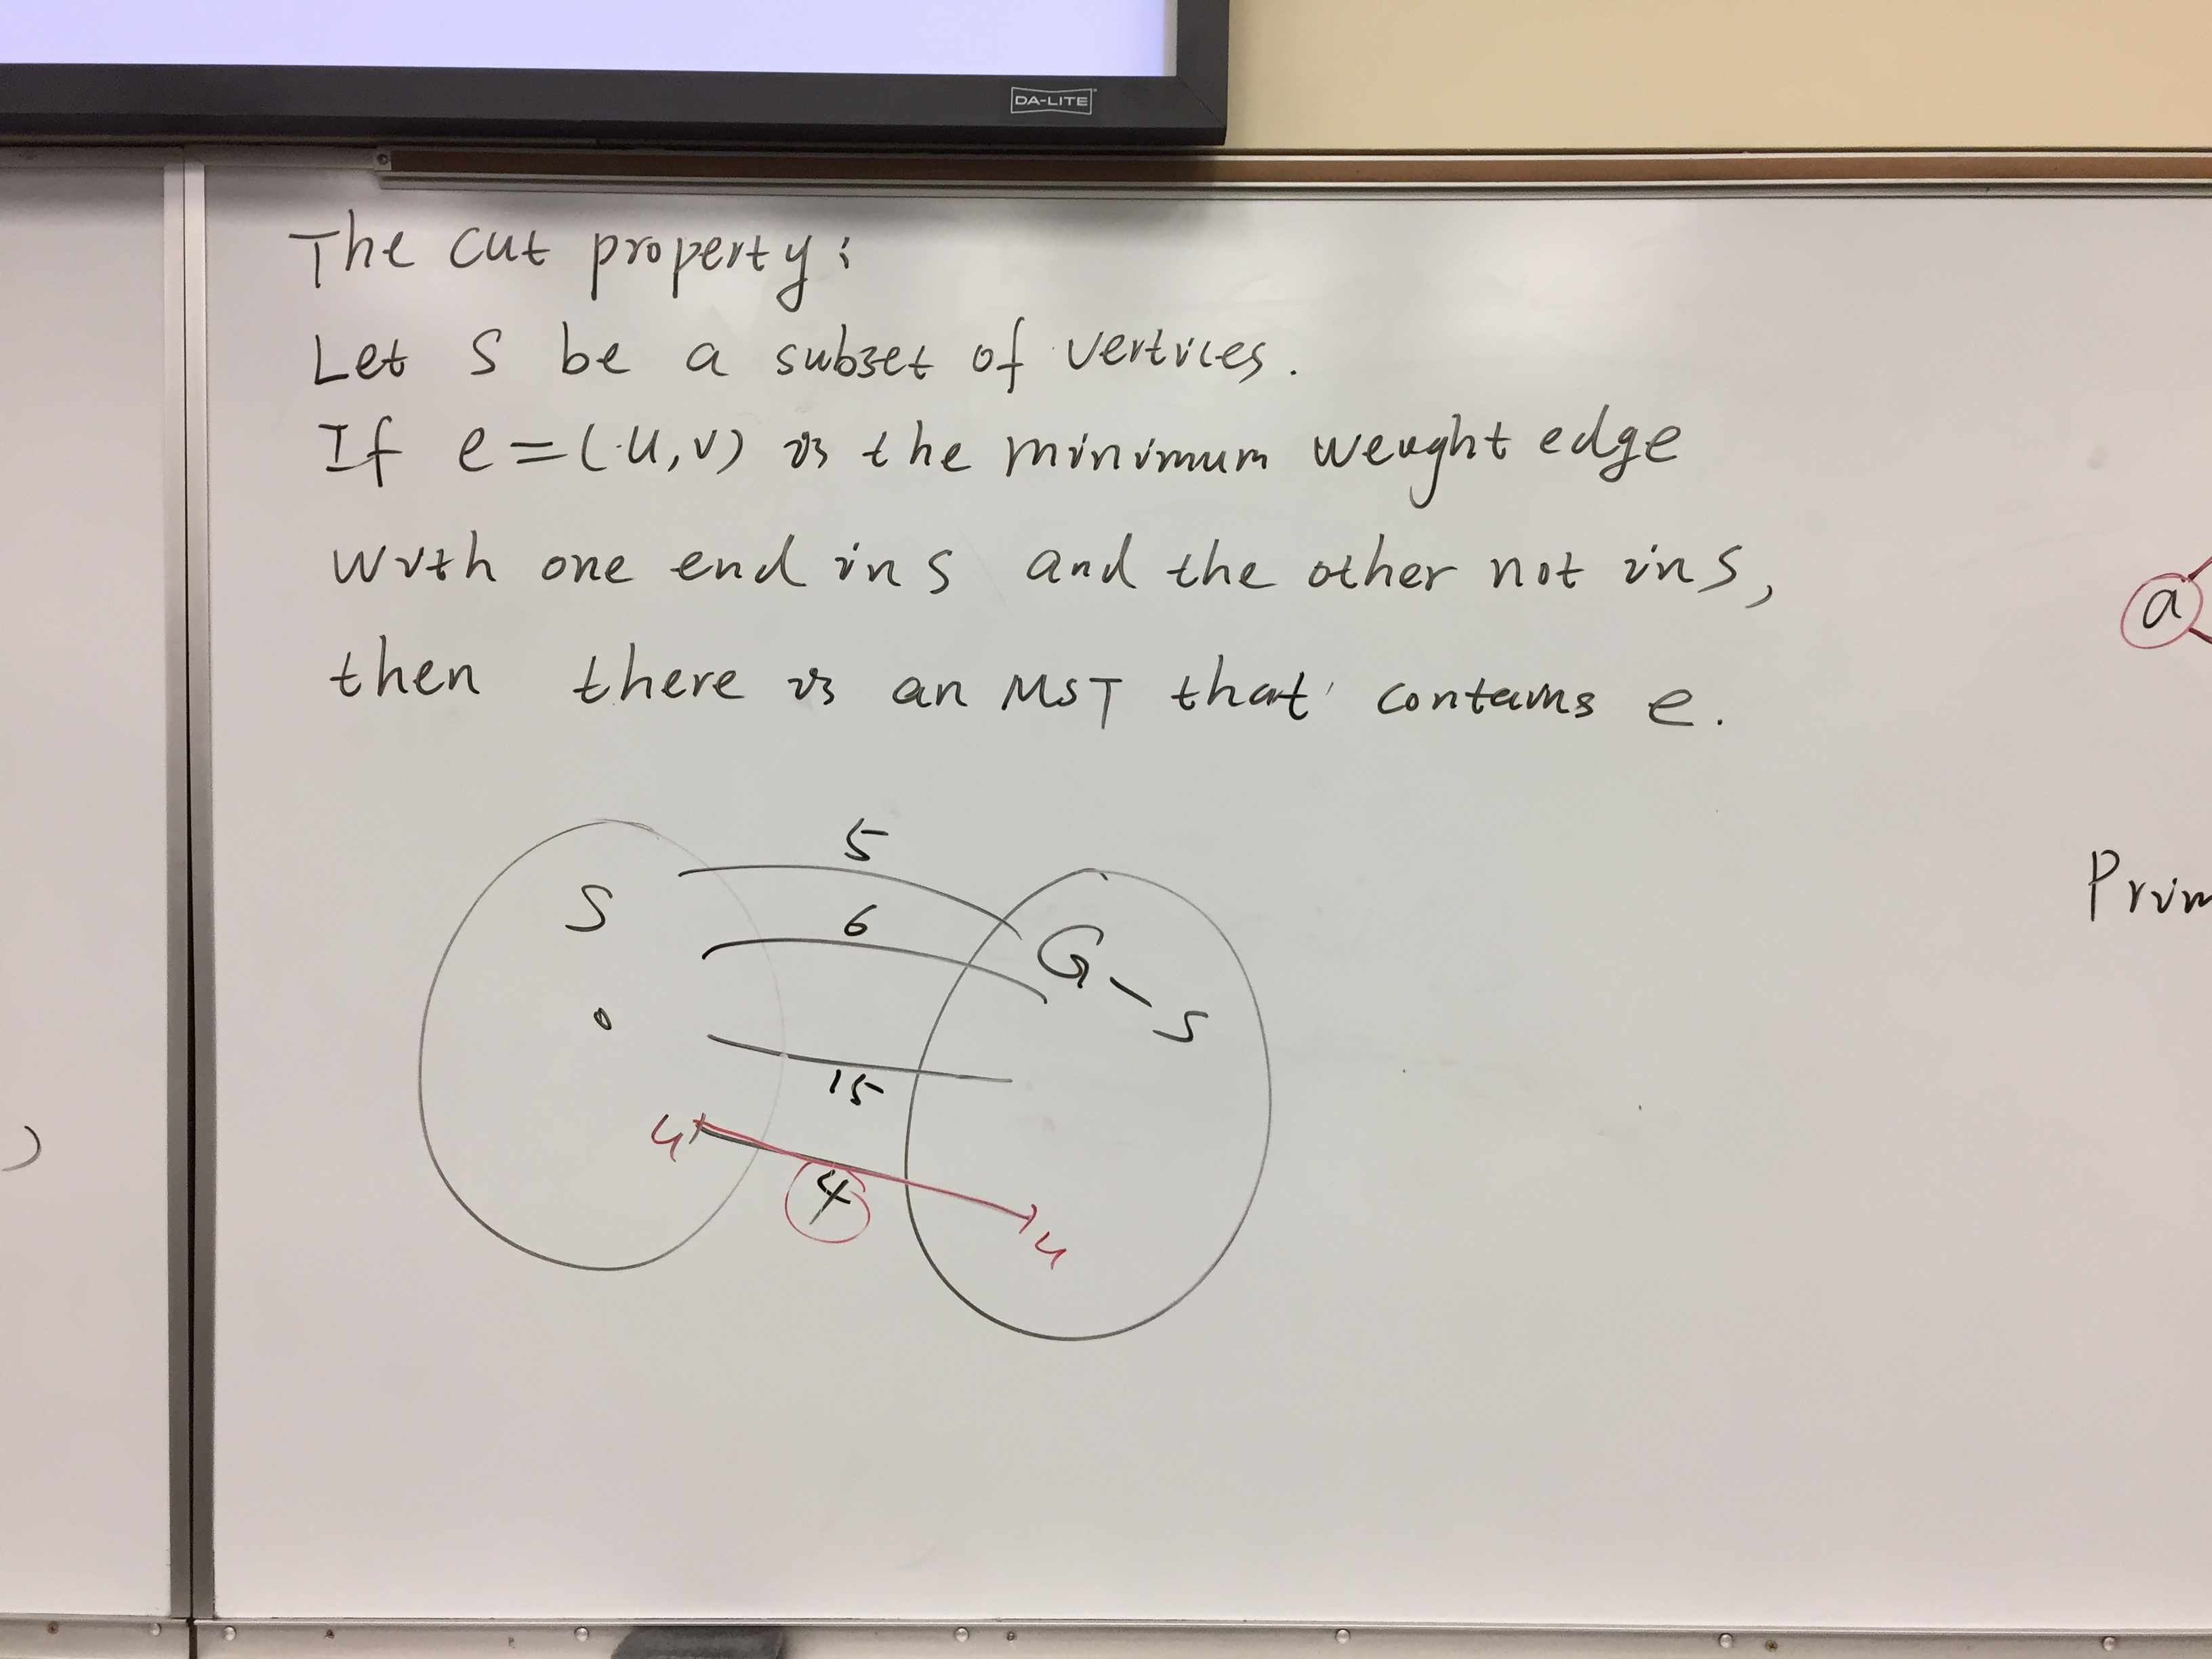 DA-LITE
The cut property:
Let S be a subset of vertices.
If e=(u,v) is the minimum weight edge
with one end in S and the other not in S,
then there is an MST that contains e.
5
S
6
G-S
15
u
4
u
a
Prim
)